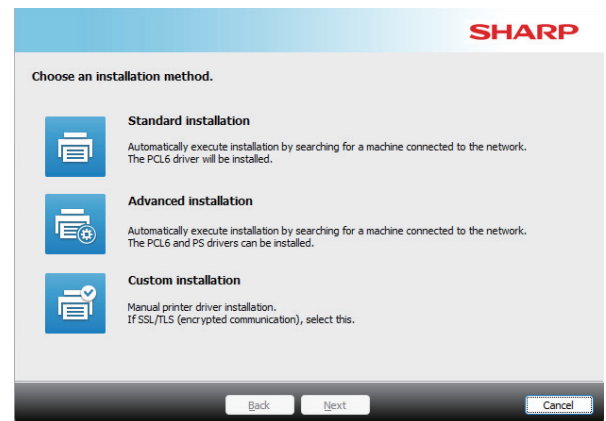 SHARP
Choose an installation method.
Standard installation
Automatically execute installation by searching for a machine connected to the network.
The PCL6 driver will be installed.
Advanced installation
Automatically execute installation by searching for a machine connected to the network.
The PCL6 and PS drivers can be installed.
Custom installation
Manual printer driver installation.
If SSL/TLS (encrypted communication), select this.
Back Next Cancel